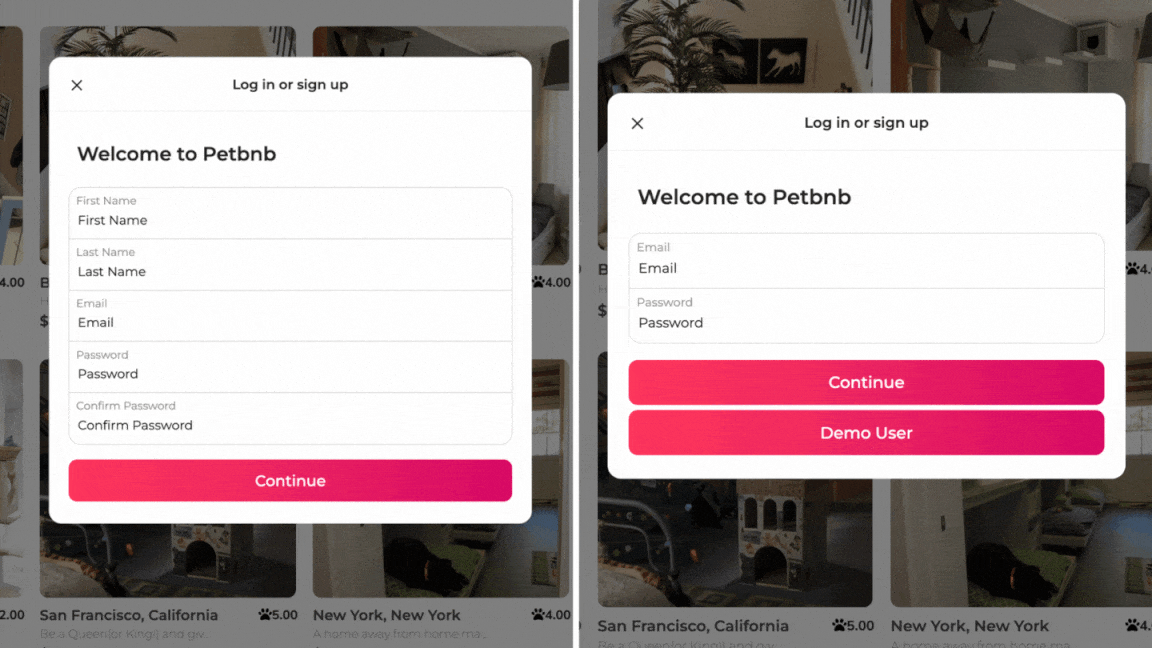 Log in or sign up
Welcome to Petbnb
First Name
First Name
Last Name
Last Name
Email
Email
Password
Password
Confirm Password
Confirm Password
Continue
4.00
B
4.00
$
2.00
San Francisco, California 5.00
Be a Queen(or King!) and giv...
New York, New York 4.00
A home away from home ma...
Log in or sign up
Welcome to Petbnb
Email
Email
Password
Password
Continue
Demo User
B
4.00
$
San Francisco, California 5.00
Be a Queen(or King!) and giv...
New York, New York 4.
A home away from home ma...